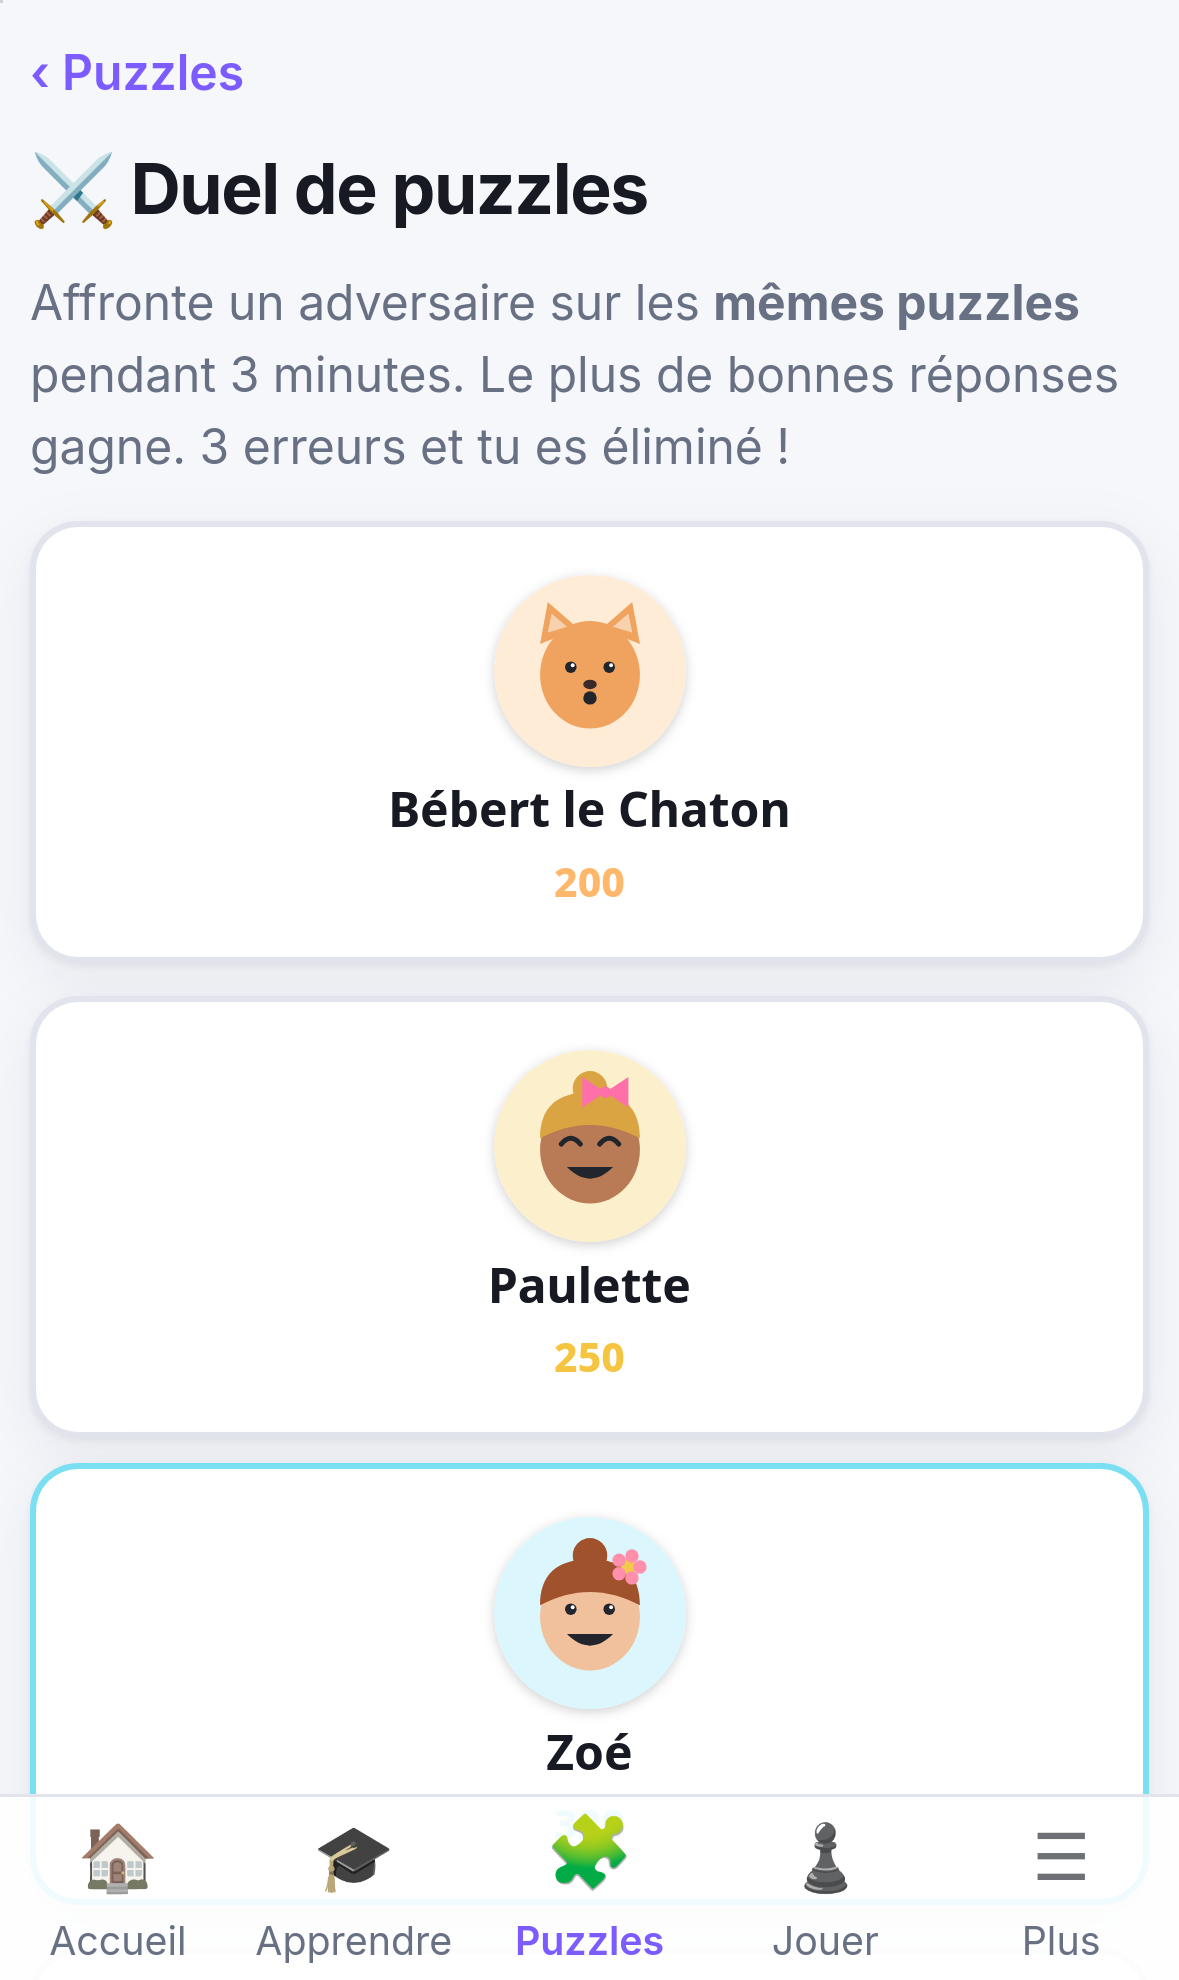 ‹ Puzzles
⚔️ Duel de puzzles
Affronte un adversaire sur les mêmes puzzles
pendant 3 minutes. Le plus de bonnes réponses
gagne. 3 erreurs et tu es éliminé !
Bébert le Chaton
200
Paulette
250
Zoé
Accueil Apprendre Puzzles Jouer Plus